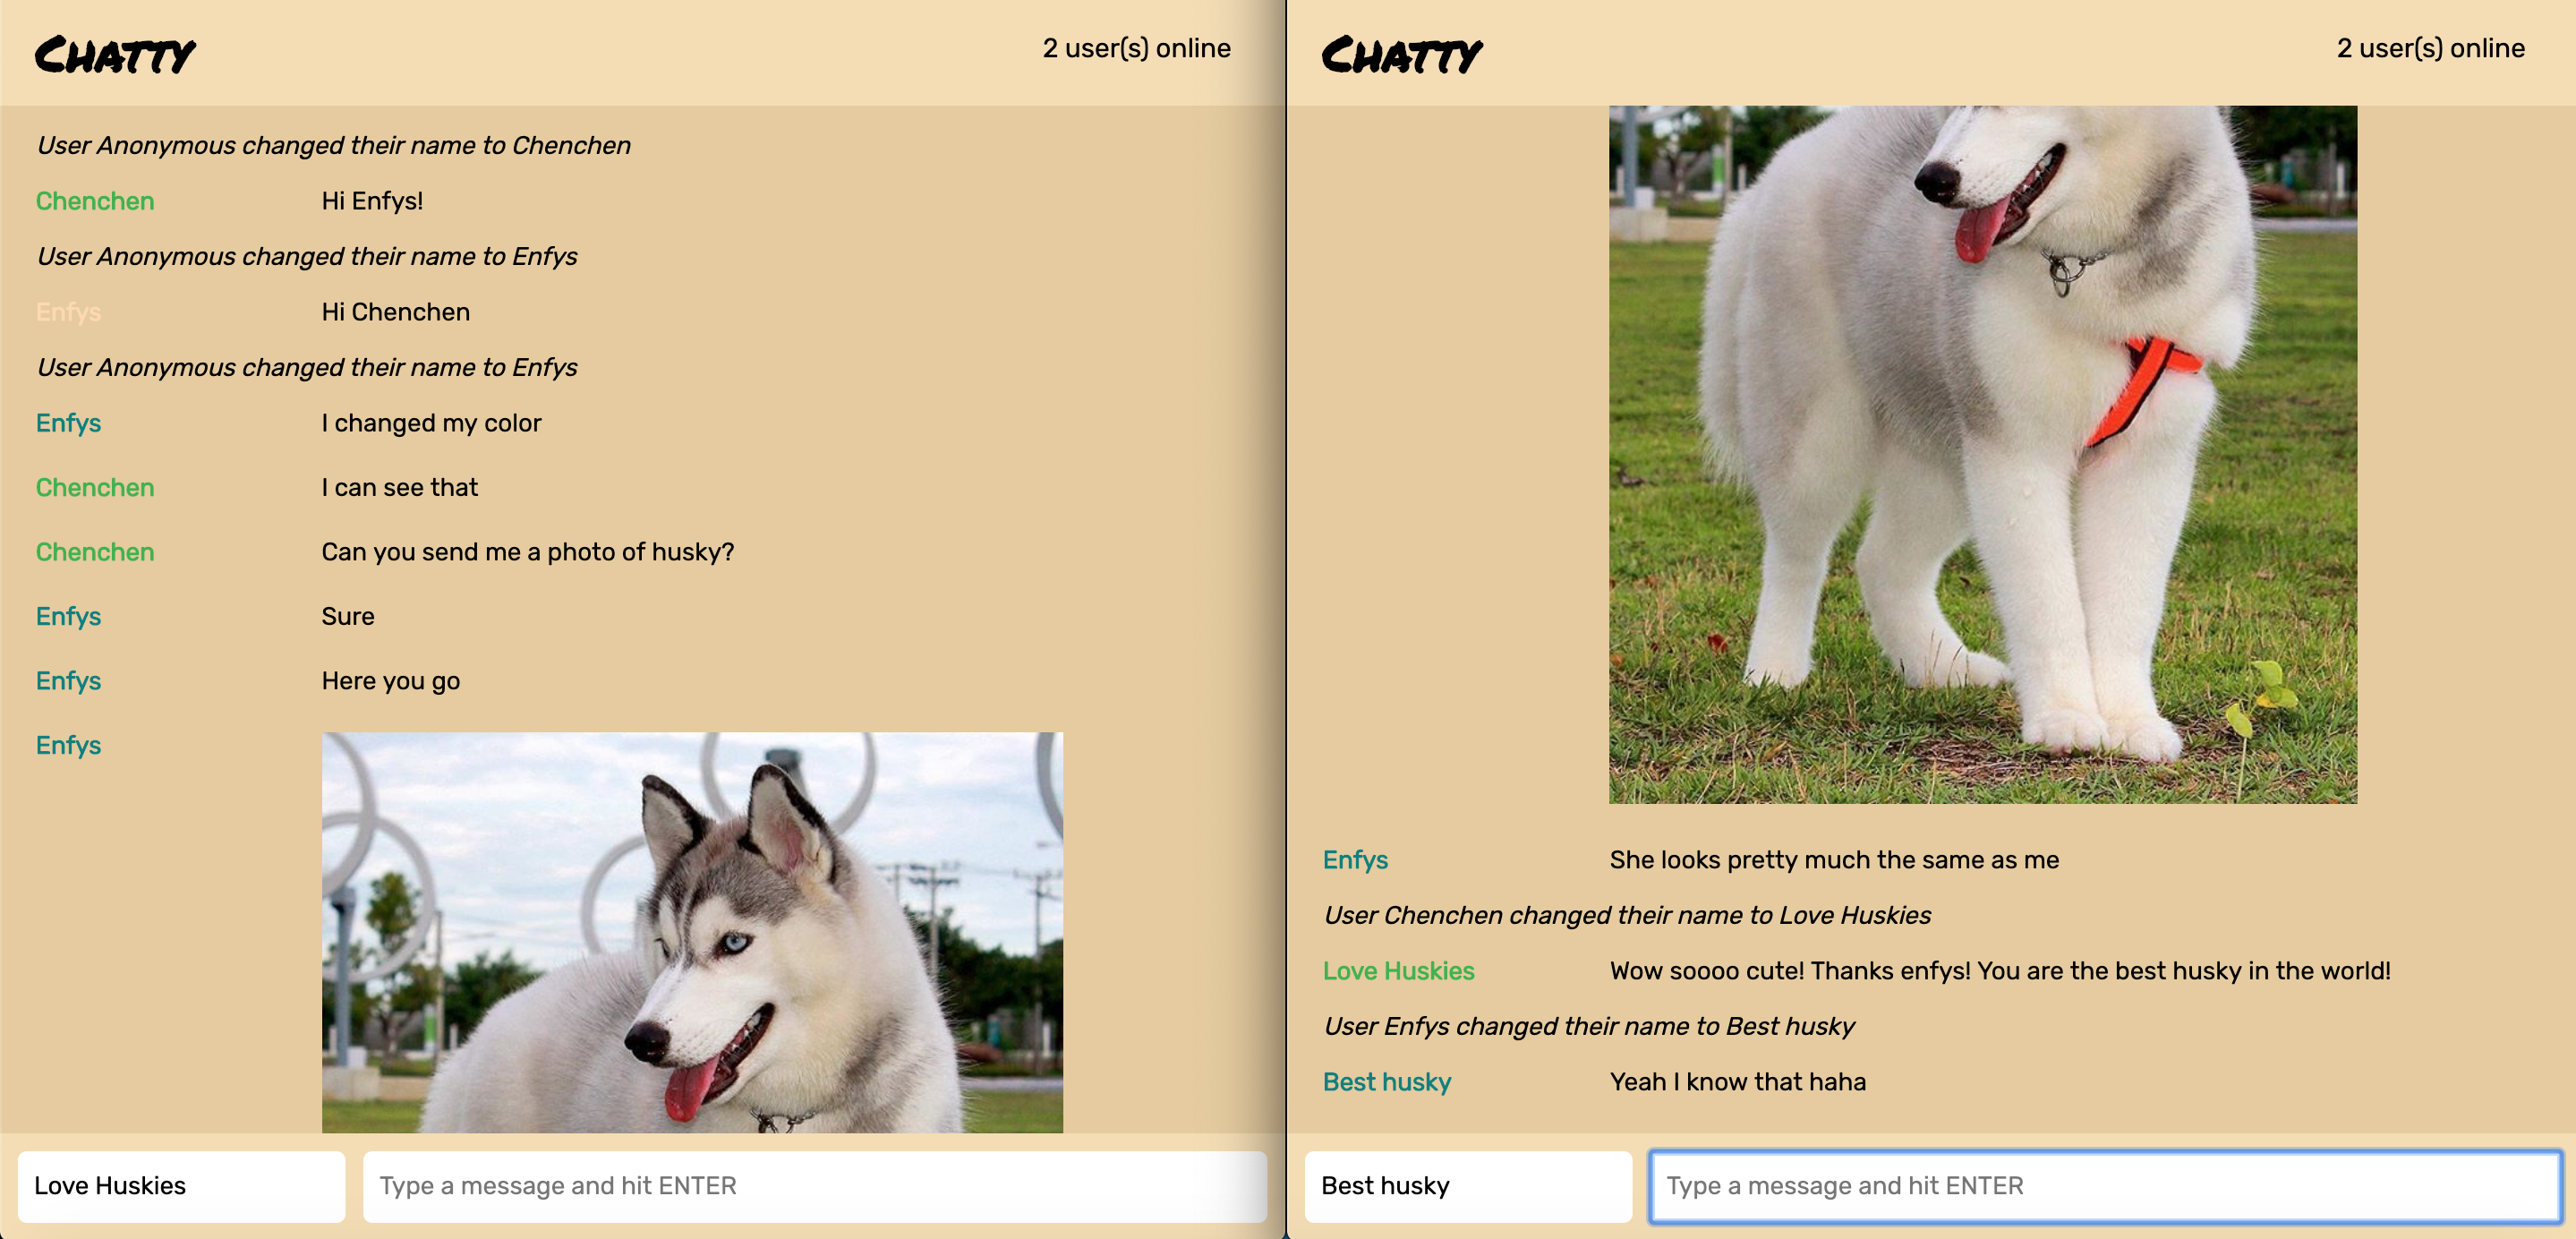 CHATTY
2 user(s) online
User Anonymous changed their name to Chenchen
Chenchen Hi Enfys!
User Anonymous changed their name to Enfys
Enfys Hi Chenchen
User Anonymous changed their name to Enfys
Enfys I changed my color
Chenchen I can see that
Chenchen Can you send me a photo of husky?
Enfys Sure
Enfys Here you go
Enfys
Love Huskies Type a message and hit ENTER
CHATTY
2 user(s) online
Enfys She looks pretty much the same as me
User Chenchen changed their name to Love Huskies
Love Huskies Wow soooo cute! Thanks enfys! You are the best husky in the world!
User Enfys changed their name to Best husky
Best husky Yeah I know that haha
Best husky Type a message and hit ENTER